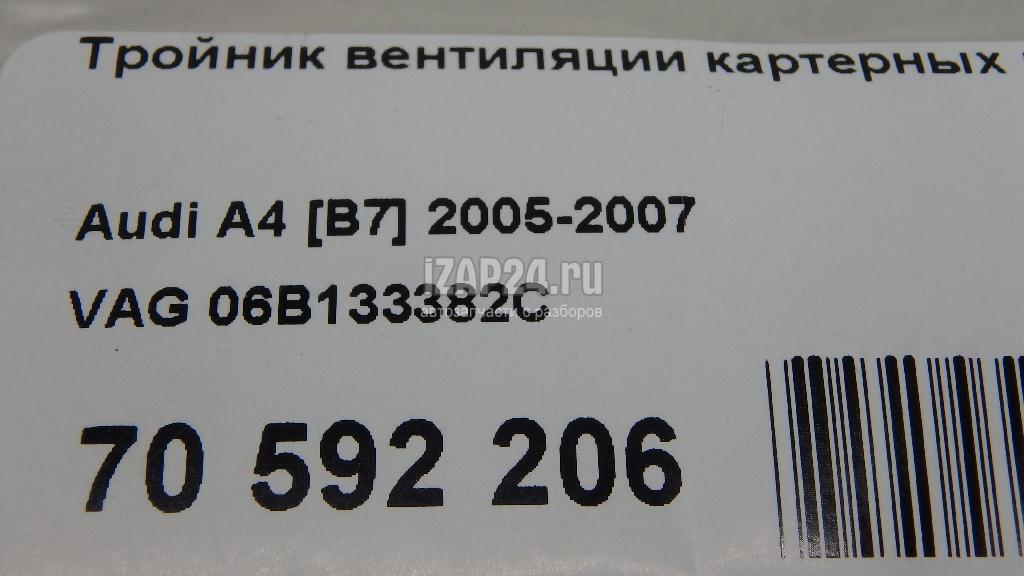 Тройник вентиляции картерных
Audi A4 [B7] 2005-2007
iZAP24.ru
VAG 06B133382C
автозапчасти с разборов
70 592 206